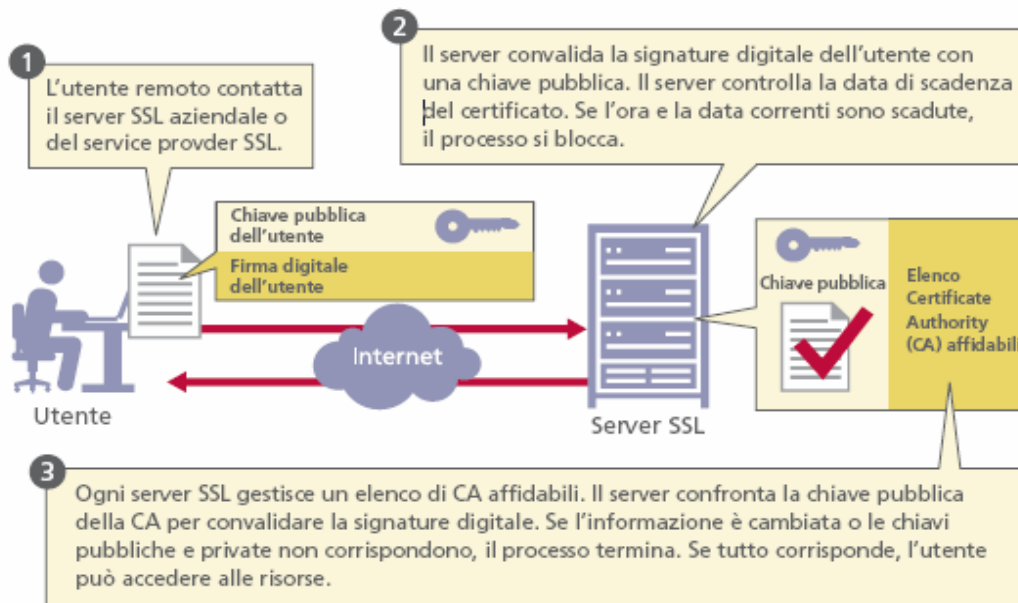 1
L'utente remoto contatta
il server SSL aziendale o
del service provder SSL.
2
Il server convalida la signature digitale dell'utente con
una chiave pubblica. Il server controlla la data di scadenza
del certificato. Se l'ora e la data correnti sono scadute,
il processo si blocca.
Chiave pubblica
dell'utente
Firma digitale
dell'utente
Internet
Utente
Server SSL
Chiave pubblica
Elenco
Certificate
Authority
(CA) affidabili
3
Ogni server SSL gestisce un elenco di CA affidabili. Il server confronta la chiave pubblica
della CA per convalidare la signature digitale. Se l'informazione è cambiata o le chiavi
pubbliche e private non corrispondono, il processo termina. Se tutto corrisponde, l'utente
può accedere alle risorse.